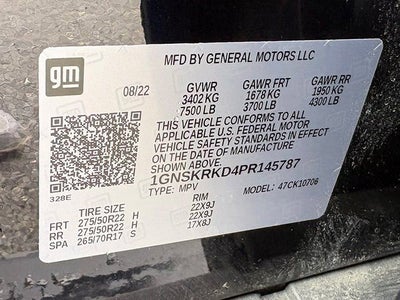 gm
MFD BY GENERAL MOTORS LLC
08/22 GVWR GAWR FRT GAWR RR
3402 KG 1678 KG 1950 KG
7500 LB 3700 LB 4300 LB
THIS VEHICLE CONFORMS TO ALL
APPLICABLE U.S. FEDERAL MOTOR
VEHICLE SAFETY STANDARDS IN EFFECT
ON THE DATE OF MANUFACTURE
SHOWN ABOVE.
1GNSKRKD4PR145787
TYPE: MPV MODEL: 47CK10706
328E
TIRE SIZE RIM
FRT 275/50R22 H 22X9J
RR 275/50R22 H 22X9J
SPA 265/70R17 S 17X8J